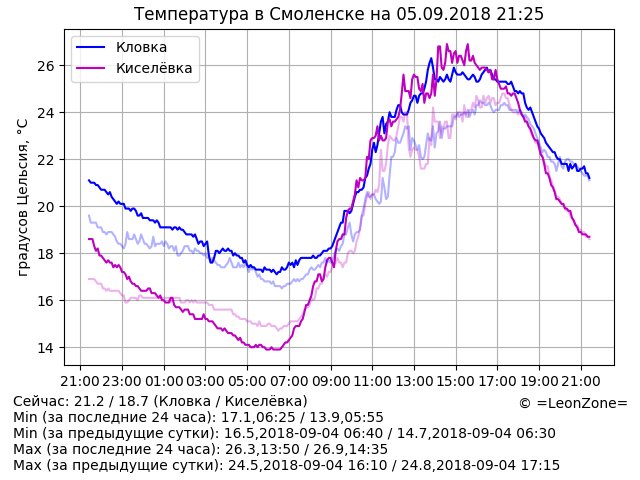 Температура в Смоленске на 05.09.2018 21:25
Кловка
Киселёвка
градусов Цельсия, °C
26
24
22
20
18
16
14
21:00 23:00 01:00 03:00 05:00 07:00 09:00 11:00 13:00 15:00 17:00 19:00 21:00
Сейчас: 21.2 / 18.7 (Кловка / Киселёвка)
© =LeonZone=
Min (за последние 24 часа): 17.1,06:25 / 13.9,05:55
Min (за предыдущие сутки): 16.5,2018-09-04 06:40 / 14.7,2018-09-04 06:30
Max (за последние 24 часа): 26.3,13:50 / 26.9,14:35
Max (за предыдущие сутки): 24.5,2018-09-04 16:10 / 24.8,2018-09-04 17:15